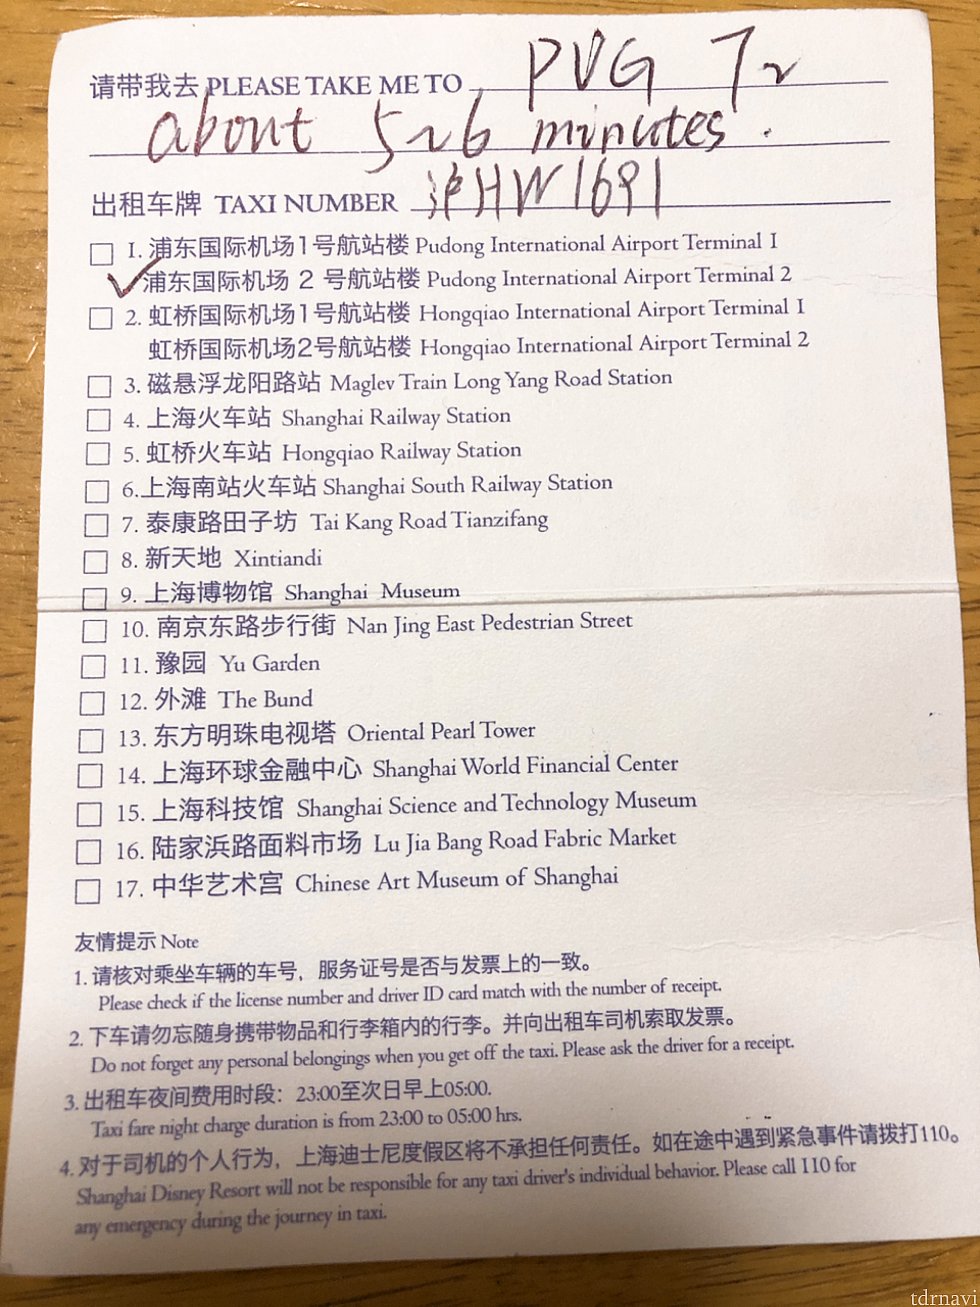 请带我去 PLEASE TAKE ME TO PVG T2
about 5~6 minutes.
出租车牌 TAXI NUMBER 沪HW1691
1. 浦东国际机场1号航站楼 Pudong International Airport Terminal 1
浦东国际机场 2 号航站楼 Pudong International Airport Terminal 2
2. 虹桥国际机场1号航站楼 Hongqiao International Airport Terminal 1
虹桥国际机场2号航站楼 Hongqiao International Airport Terminal 2
3. 磁悬浮龙阳路站 Maglev Train Long Yang Road Station
4. 上海火车站 Shanghai Railway Station
5. 虹桥火车站 Hongqiao Railway Station
6.上海南站火车站 Shanghai South Railway Station
7. 泰康路田子坊 Tai Kang Road Tianzifang
8. 新天地 Xintiandi
9. 上海博物馆 Shanghai Museum
10. 南京东路步行街 Nan Jing East Pedestrian Street
11. 豫园 Yu Garden
12. 外滩 The Bund
13. 东方明珠电视塔 Oriental Pearl Tower
14. 上海环球金融中心 Shanghai World Financial Center
15. 上海科技馆 Shanghai Science and Technology Museum
16. 陆家浜路面料市场 Lu Jia Bang Road Fabric Market
17. 中华艺术宫 Chinese Art Museum of Shanghai
友情提示 Note
1. 请核对乘坐车辆的车号，服务证号是否与发票上的一致。
Please check if the license number and driver ID card match with the number of receipt.
2. 下车请勿忘随身携带物品和行李箱内的行李。并向出租车司机索取发票。
Do not forget any personal belongings when you get off the taxi. Please ask the driver for a receipt.
3. 出租车夜间费用时段：23:00至次日早上05:00.
Taxi fare night charge duration is from 23:00 to 05:00 hrs.
4. 对于司机的个人行为，上海迪士尼度假区将不承担任何责任。如在途中遇到紧急事件请拨打110。
Shanghai Disney Resort will not be responsible for any taxi driver's individual behavior. Please call 110 for
any emergency during the journey in taxi.
tdrnavi